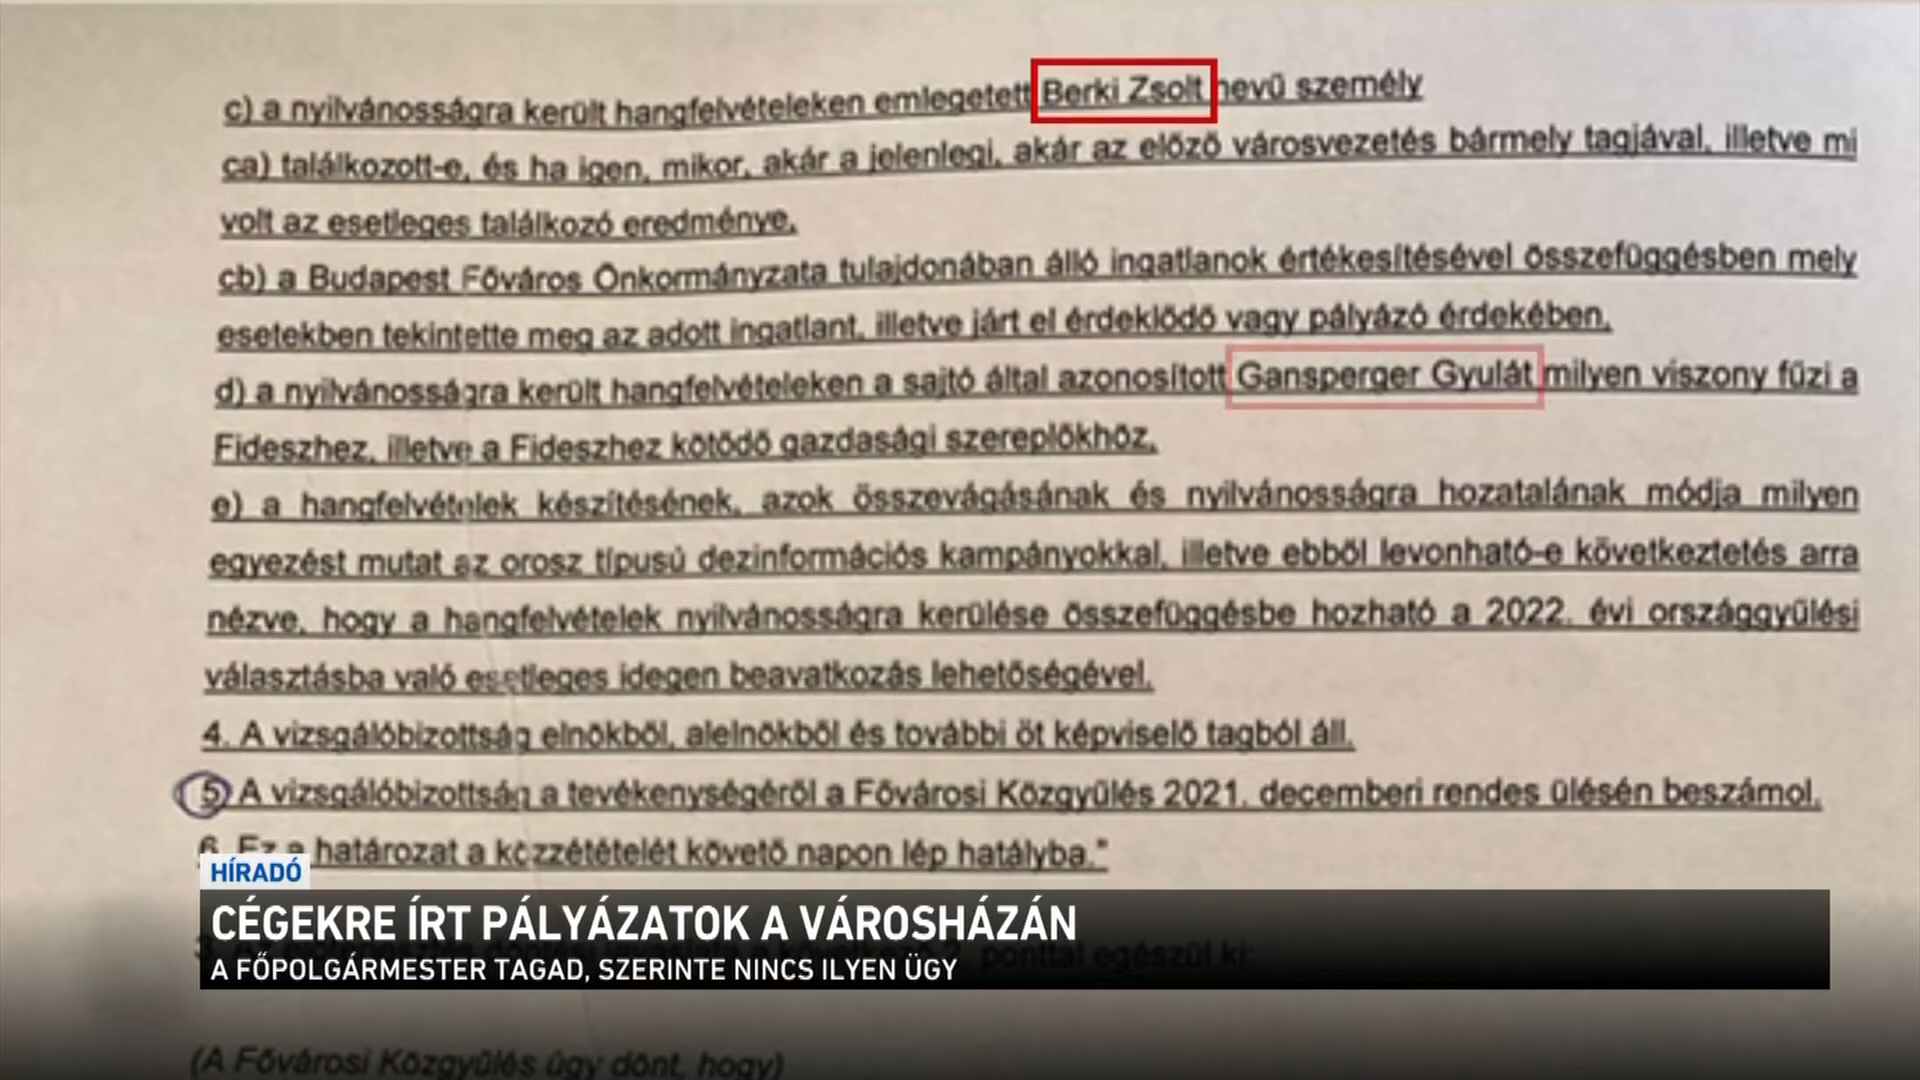 c) a nyilvánosságra került hangfelvételeken emlegetett Berki Zsolt nevű személy
ca) találkozott-e, és ha igen, mikor, akár a jelenlegi, akár az előző városvezetés bármely tagjával, illetve mi
volt az esetleges találkozó eredménye,
cb) a Budapest Főváros Önkormányzata tulajdonában álló ingatlanok értékesítésével összefüggésben mely
esetekben tekintette meg az adott ingatlant, illetve járt el érdeklődő vagy pályázó érdekében,
d) a nyilvánosságra került hangfelvételeken a sajtó által azonosított Gansperger Gyulát milyen viszony fűzi a
Fideszhez, illetve a Fideszhez kötődő gazdasági szereplőkhöz,
e) a hangfelvételek készítésének, azok összevágásának és nyilvánosságra hozatalának módja milyen
egyezést mutat az orosz típusú dezinformációs kampányokkal, illetve ebből levonható-e következtetés arra
nézve, hogy a hangfelvételek nyilvánosságra kerülése összefüggésbe hozható a 2022. évi országgyűlési
választásba való esetleges idegen beavatkozás lehetőségével.
4. A vizsgálóbizottság elnökből, alelnökből és további öt képviselő tagból áll.
5. A vizsgálóbizottság a tevékenységéről a Fővárosi Közgyűlés 2021. decemberi rendes ülésén beszámol.
6. Ez a határozat a közzétételét követő napon lép hatályba."
HÍRADÓ
CÉGEKRE ÍRT PÁLYÁZATOK A VÁROSHÁZÁN
ponttal egészül ki:
A FŐPOLGÁRMESTER TAGAD, SZERINTE NINCS ILYEN ÜGY
(A Fővárosi Közgyűlés úgy dönt, hogy)